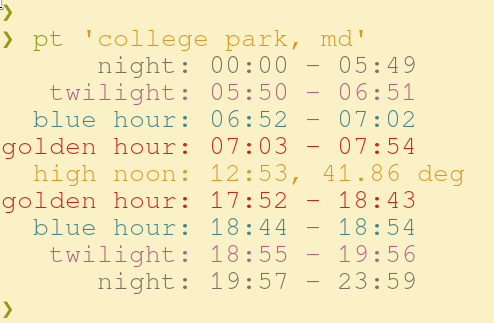 ❯
❯ pt 'college park, md'
night: 00:00 - 05:49
twilight: 05:50 - 06:51
blue hour: 06:52 - 07:02
golden hour: 07:03 - 07:54
high noon: 12:53, 41.86 deg
golden hour: 17:52 - 18:43
blue hour: 18:44 - 18:54
twilight: 18:55 - 19:56
night: 19:57 - 23:59
❯